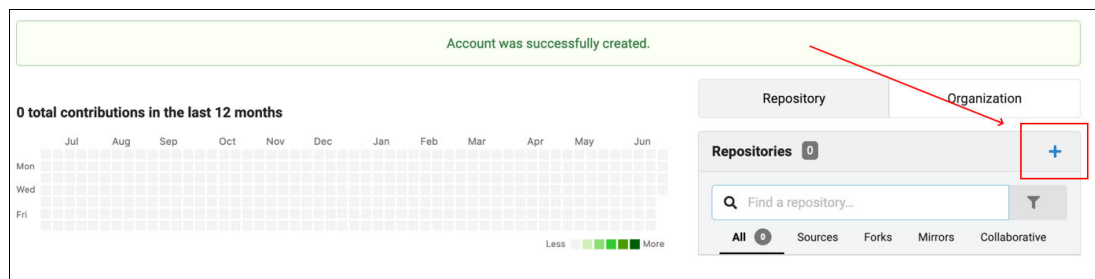 Account was successfully created.
0 total contributions in the last 12 months
Jul Aug Sep Oct Nov Dec Jan Feb Mar Apr May Jun
Mon
Wed
Fri
Less More
Repository Organization
Repositories 0
Find a repository...
All 0 Sources Forks Mirrors Collaborative